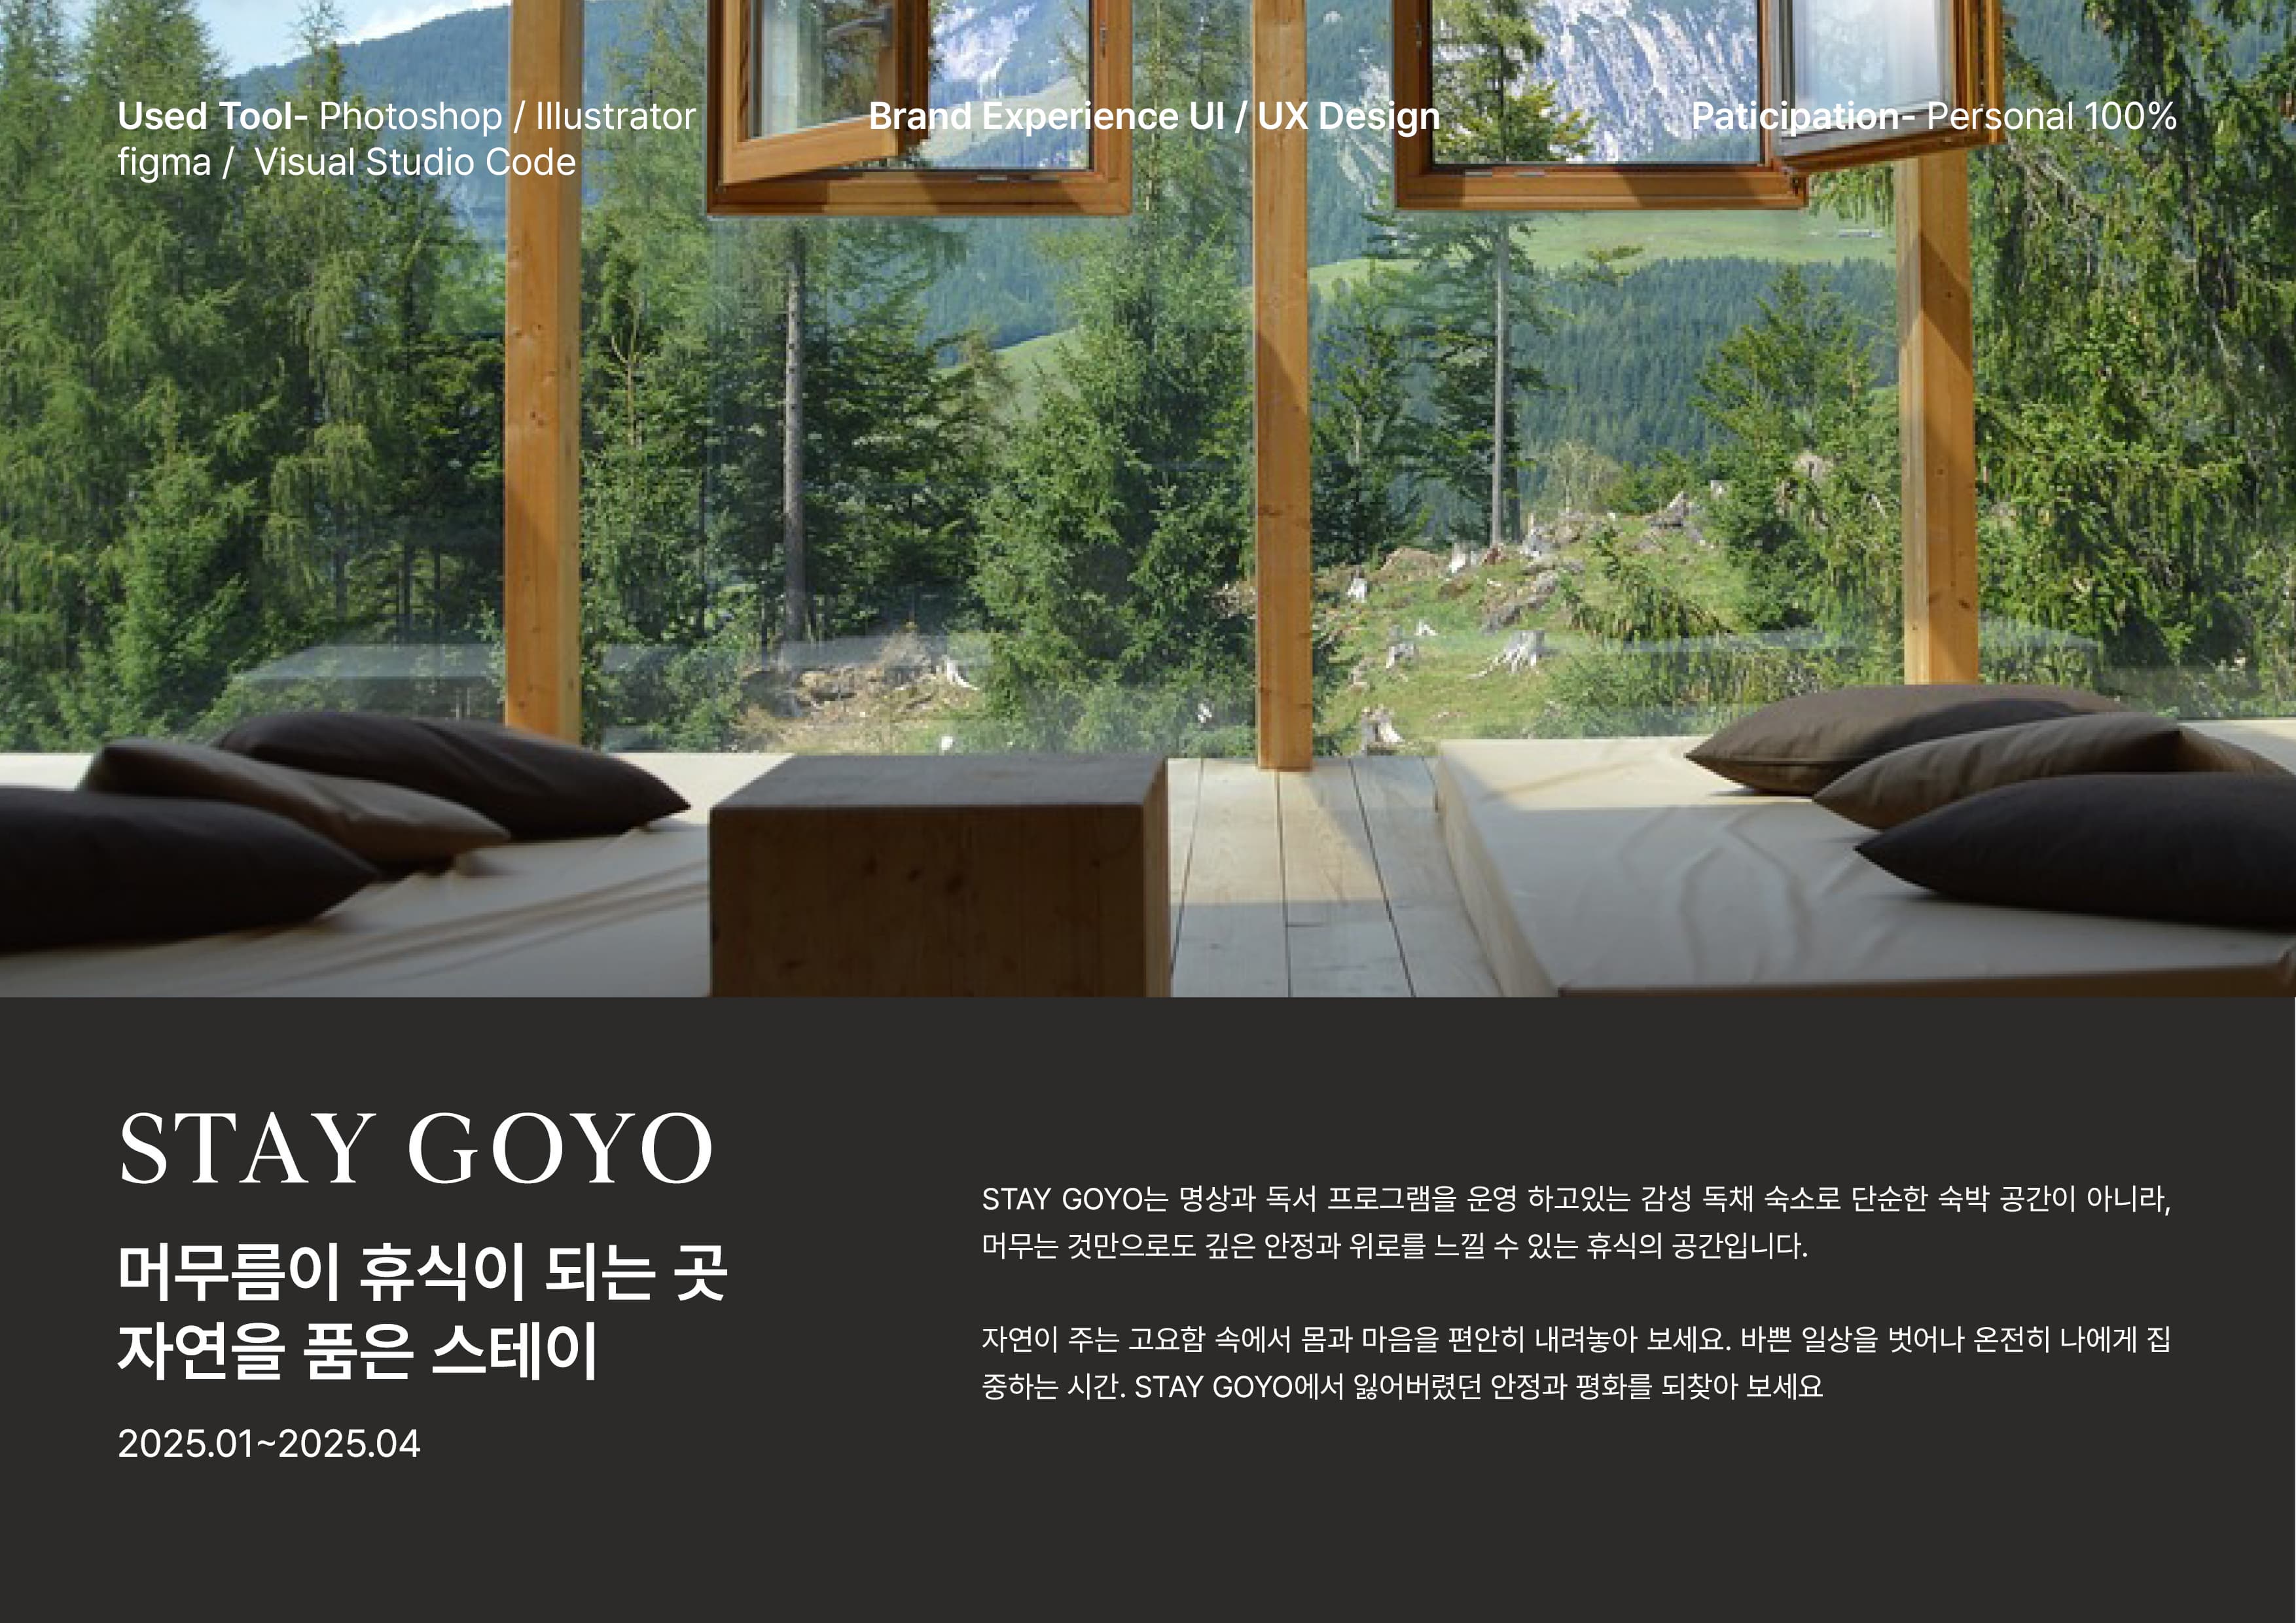 Used Tool- Photoshop / Illustrator
figma /  Visual Studio Code
Brand Experience UI / UX Design
Paticipation- Personal 100%
STAY GOYO
머무름이 휴식이 되는 곳
자연을 품은 스테이
2025.01~2025.04
STAY GOYO는 명상과 독서 프로그램을 운영 하고있는 감성 독채 숙소로 단순한 숙박 공간이 아니라,
머무는 것만으로도 깊은 안정과 위로를 느낄 수 있는 휴식의 공간입니다.
자연이 주는 고요함 속에서 몸과 마음을 편안히 내려놓아 보세요. 바쁜 일상을 벗어나 온전히 나에게 집
중하는 시간. STAY GOYO에서 잃어버렸던 안정과 평화를 되찾아 보세요